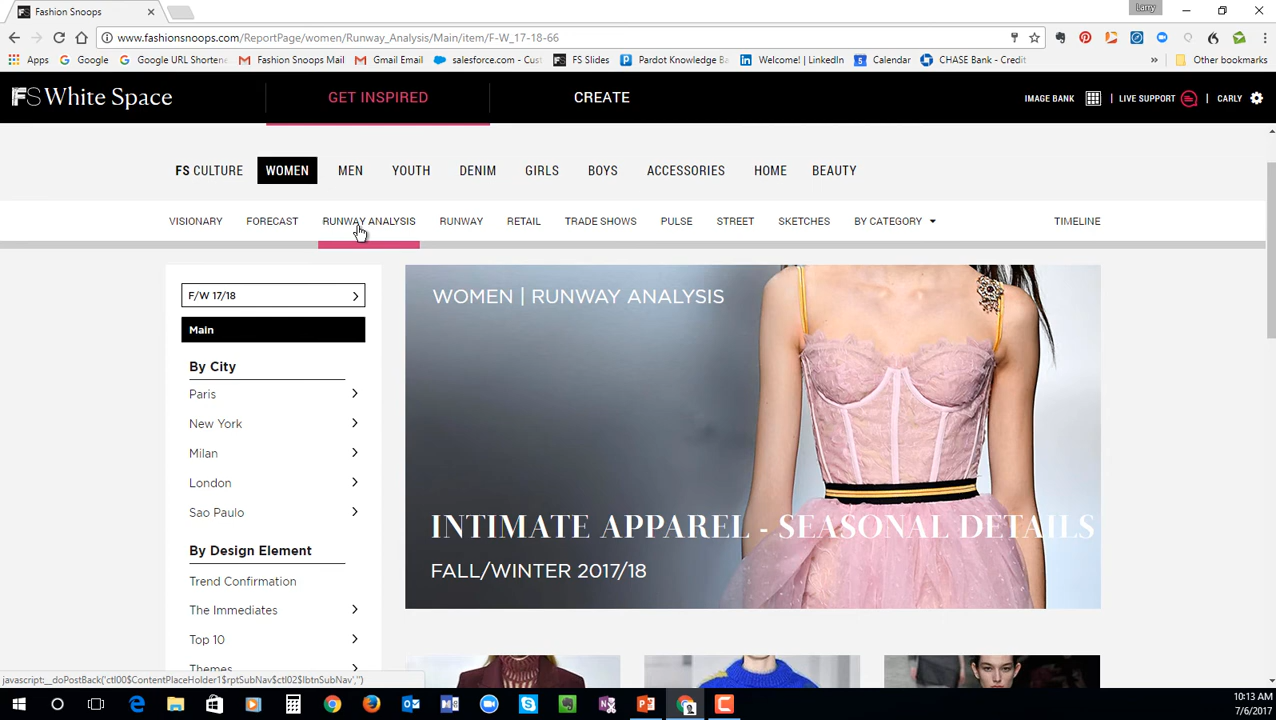 Fashion Snoops
Larry
www.fashionsnoops.com/ReportPage/women/Runway_Analysis/Main/item/F-W_17-18-66
Apps Google Google URL Shortene Fashion Snoops Mail Gmail Email salesforce.com - Cust FS Slides Pardot Knowledge Ba Welcome! | LinkedIn Calendar CHASE Bank - Credit » Other bookmarks
FS White Space GET INSPIRED CREATE IMAGE BANK LIVE SUPPORT CARLY
FS CULTURE WOMEN MEN YOUTH DENIM GIRLS BOYS ACCESSORIES HOME BEAUTY
VISIONARY FORECAST RUNWAY ANALYSIS RUNWAY RETAIL TRADE SHOWS PULSE STREET SKETCHES BY CATEGORY TIMELINE
F/W 17/18
Main
By City
Paris
New York
Milan
London
Sao Paulo
By Design Element
Trend Confirmation
The Immediates
Top 10
Themes
WOMEN | RUNWAY ANALYSIS
INTIMATE APPAREL - SEASONAL DETAILS
FALL/WINTER 2017/18
javascript:__doPostBack('ctl00$ContentPlaceHolder1$rptSubNav$ctl02$lbtnSubNav','')
10:13 AM
7/6/2017